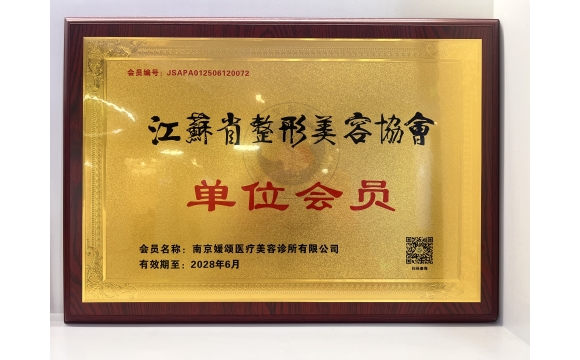 会员编号：JSAPA012506120072
江蘇省整形美容協會
单位会员
会员名称：南京媛颂医疗美容诊所有限公司
有效期至：2028年6月